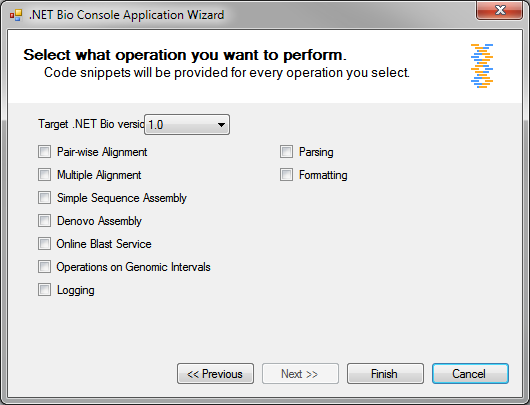 .NET Bio Console Application Wizard
Select what operation you want to perform.
Code snippets will be provided for every operation you select.
Target .NET Bio versio 1.0
Pair-wise Alignment
Parsing
Multiple Alignment
Formatting
Simple Sequence Assembly
Denovo Assembly
Online Blast Service
Operations on Genomic Intervals
Logging
<< Previous
Next >>
Finish
Cancel